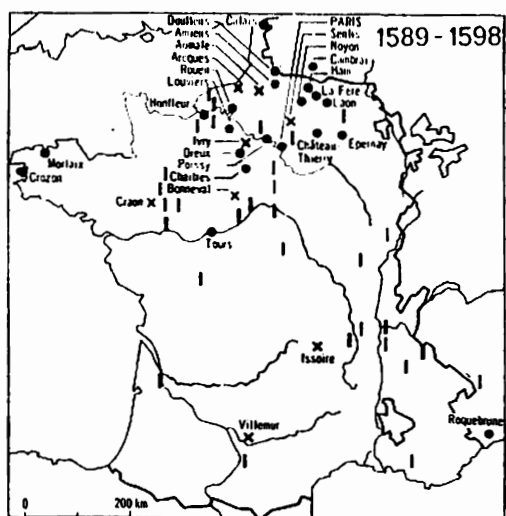 1589-1598
Doullens
Calais
Amiens
Aumale
Arques
Rouen
Louviers
Honfleur
PARIS
Senlis
Noyon
Cambrai
Ham
La Fère
Laon
Ivry
Dreux
Poissy
Chartres
Bonneval
Château-
Thierry
Epernay
Morlaix
Crozon
Craon
Tours
Issoire
Villemur
Roquebrune
0 200 km